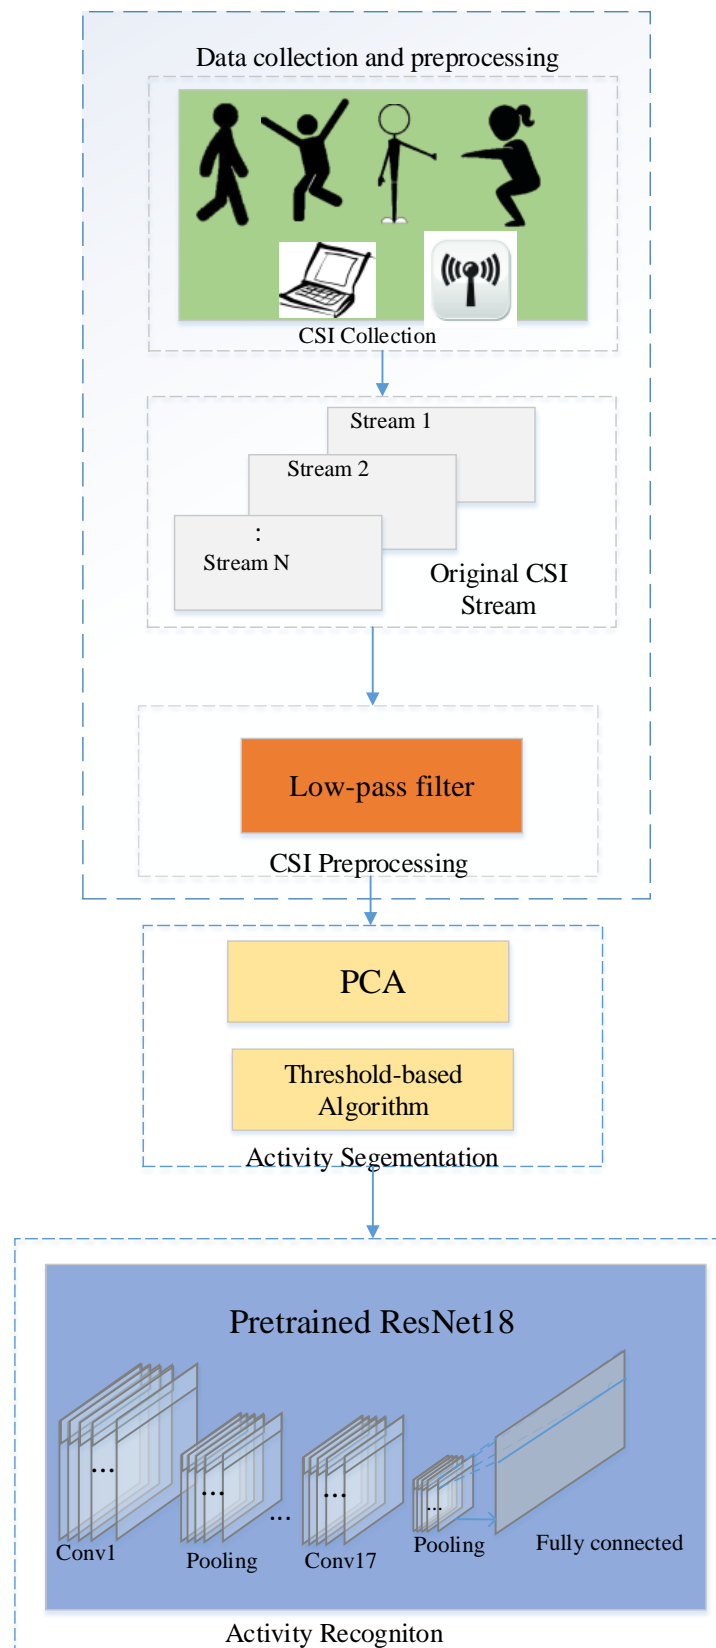 Data collection and preprocessing
CSI Collection
Stream 1
Stream 2
:
Stream N
Original CSI
Stream
Low-pass filter
CSI Preprocessing
PCA
Threshold-based
Algorithm
Activity Segementation
Pretrained ResNet18
...
...
...
...
...
Conv1
Pooling
Conv17
Pooling
Fully connected
Activity Recogniton